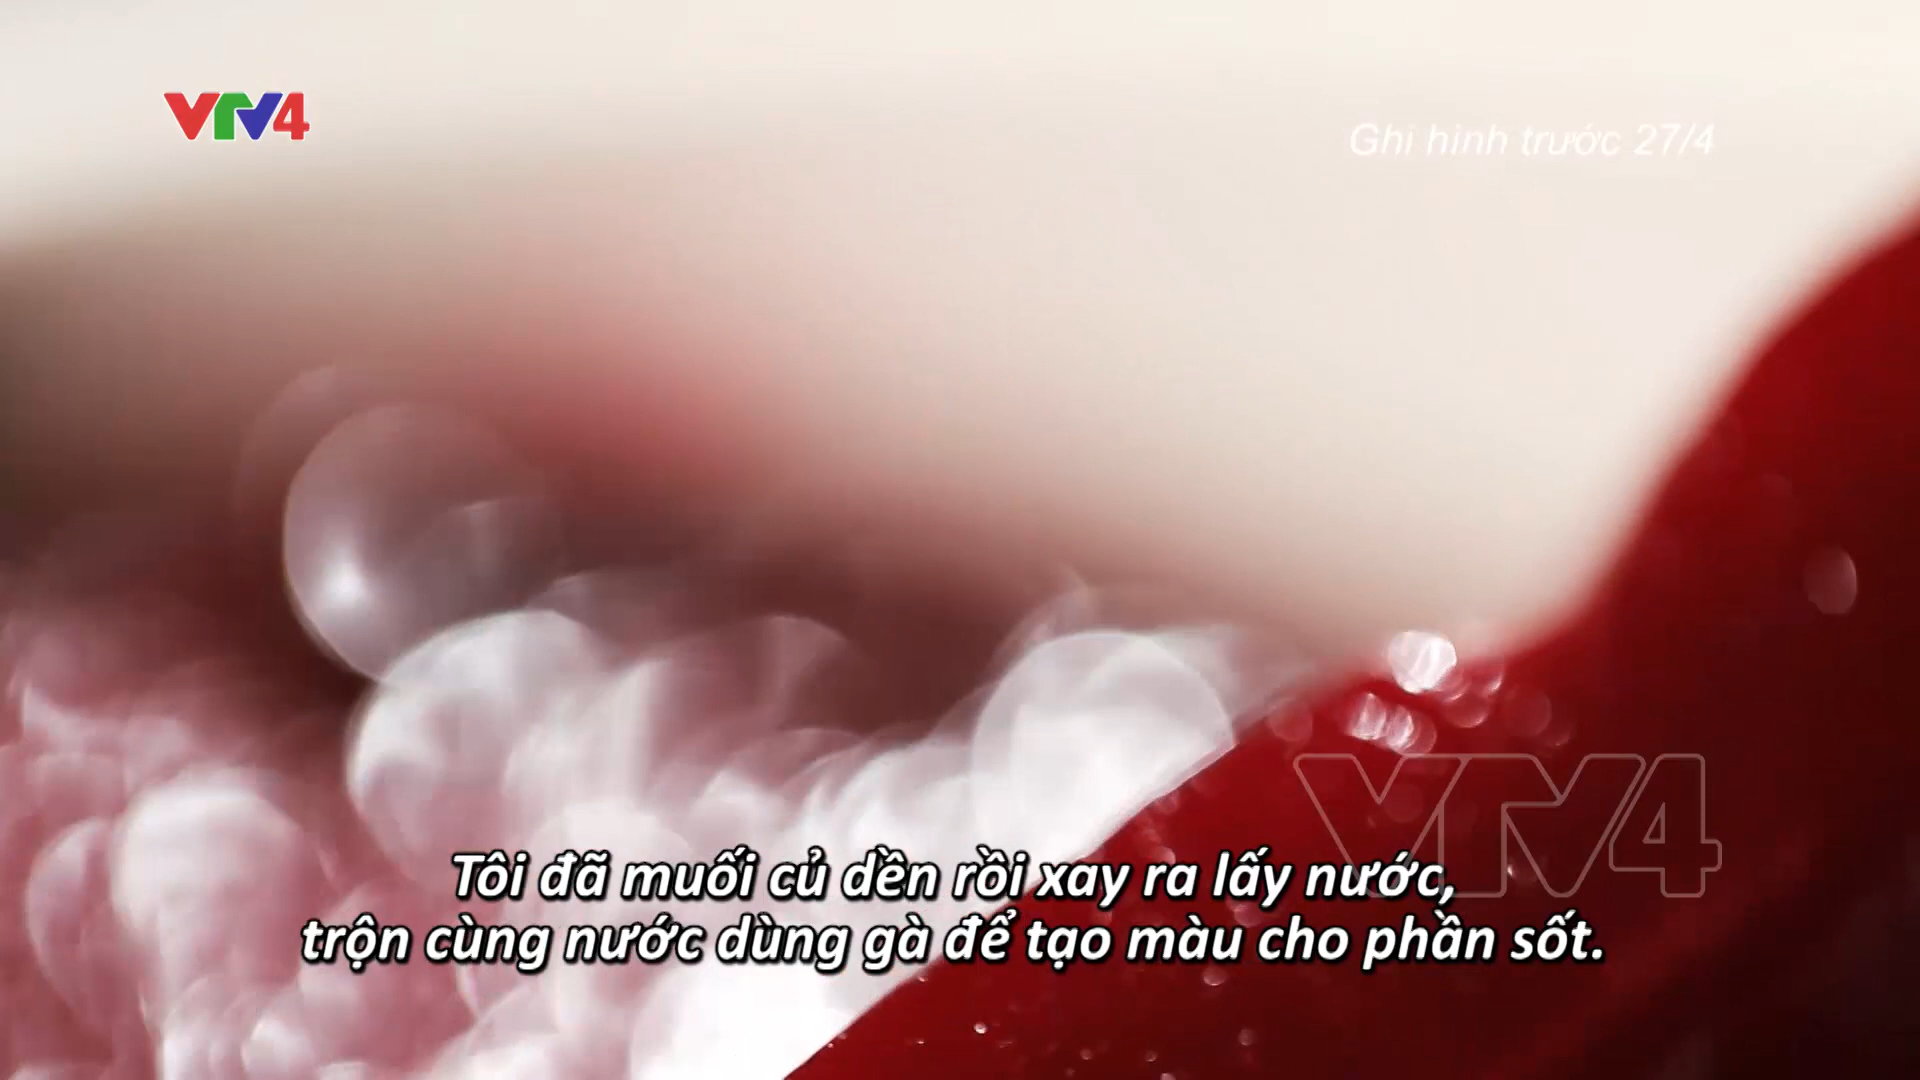 VTV4
Ghi hình trước 27/4
VTV4
Tôi đã muối củ dền rồi xay ra lấy nước,
trộn cùng nước dùng gà để tạo màu cho phần sốt.